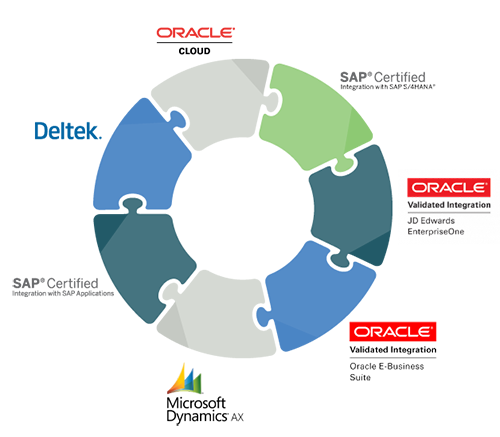 ORACLE®
CLOUD
SAP® Certified
Integration with SAP S/4HANA®
ORACLE®
Validated Integration
JD Edwards
EnterpriseOne
ORACLE®
Validated Integration
Oracle E-Business
Suite
Microsoft
Dynamics® AX
SAP® Certified
Integration with SAP Applications
Deltek.